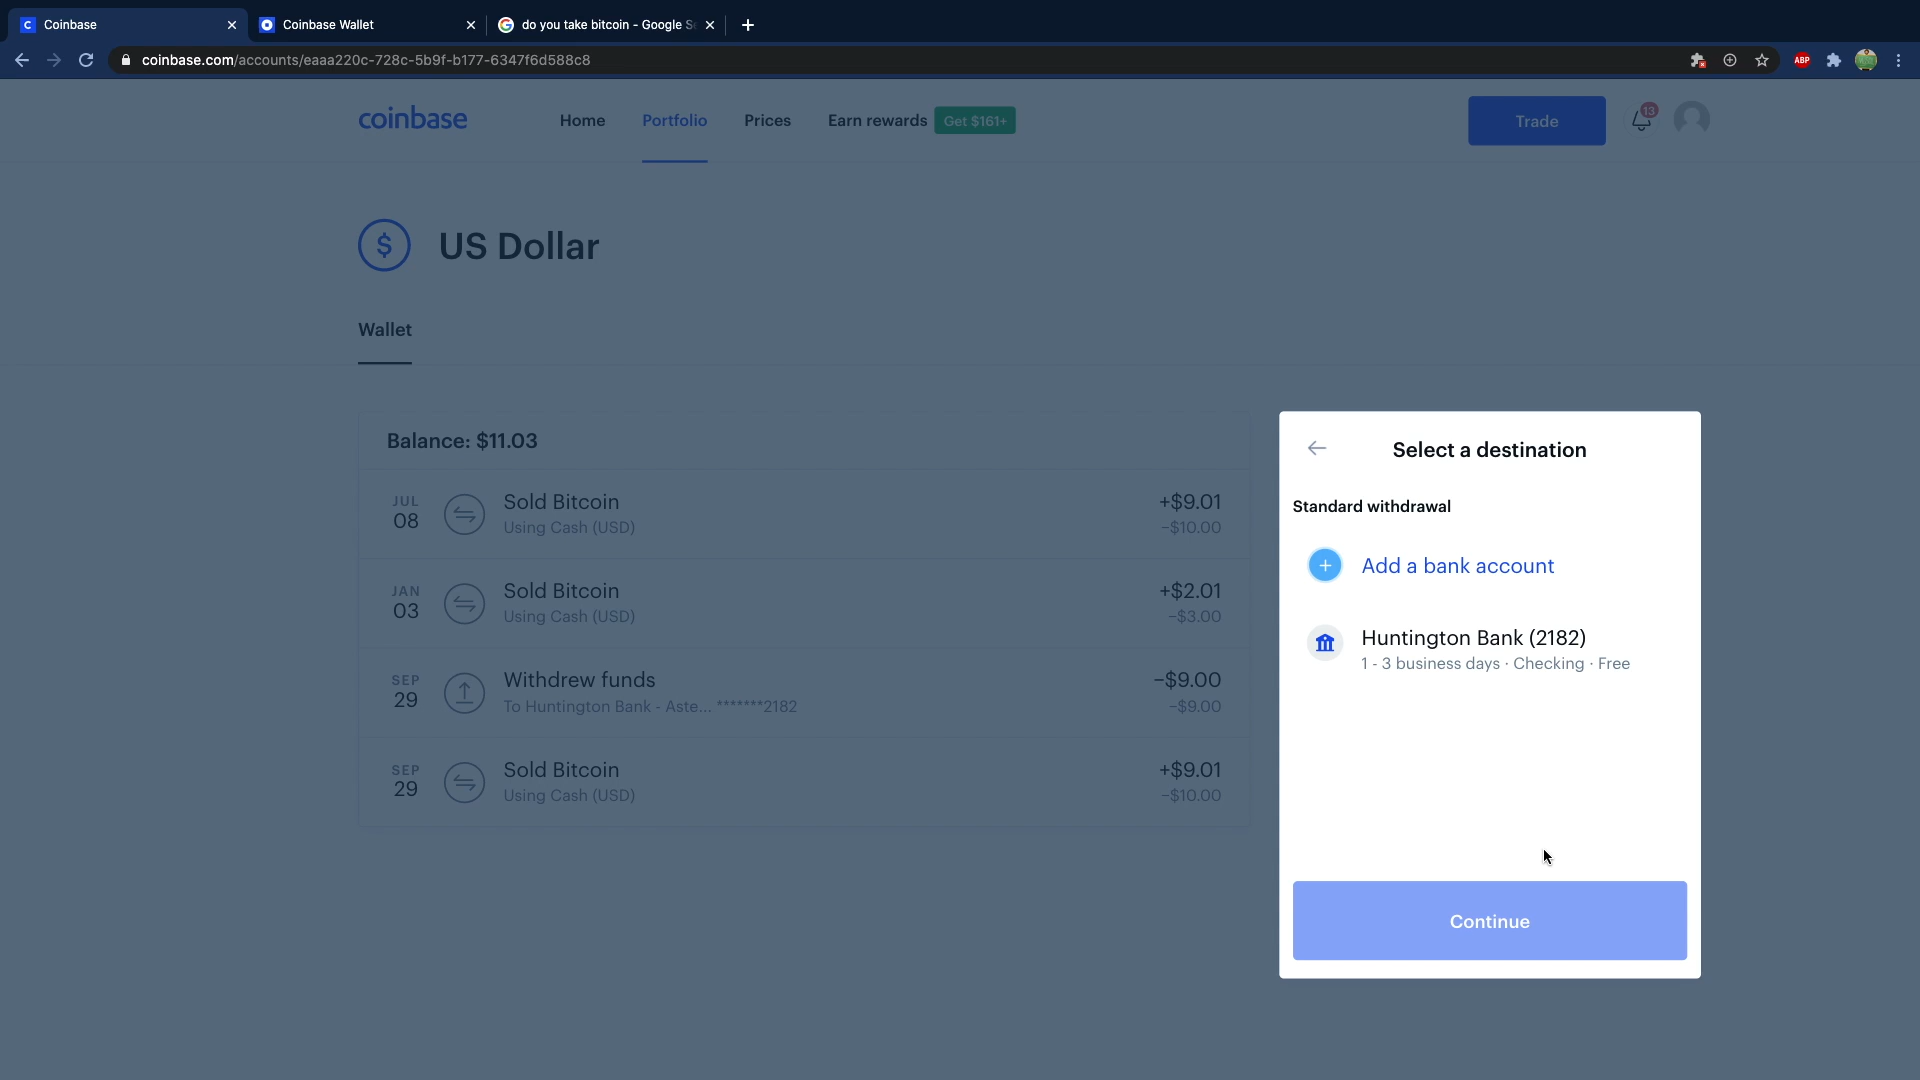 Coinbase
Coinbase Wallet
do you take bitcoin - Google S
coinbase.com/accounts/eaaa220c-728c-5b9f-b177-6347f6d588c8
ABP
coinbase
Home
Portfolio
Prices
Earn rewards
Get $161+
Trade
13
$ US Dollar
Wallet
Balance: $11.03
JUL
08
Sold Bitcoin
Using Cash (USD)
+$9.01
-$10.00
JAN
03
Sold Bitcoin
Using Cash (USD)
+$2.01
-$3.00
SEP
29
Withdrew funds
To Huntington Bank - Aste... *******2182
-$9.00
-$9.00
SEP
29
Sold Bitcoin
Using Cash (USD)
+$9.01
-$10.00
Select a destination
Standard withdrawal
Add a bank account
Huntington Bank (2182)
1 - 3 business days · Checking · Free
Continue